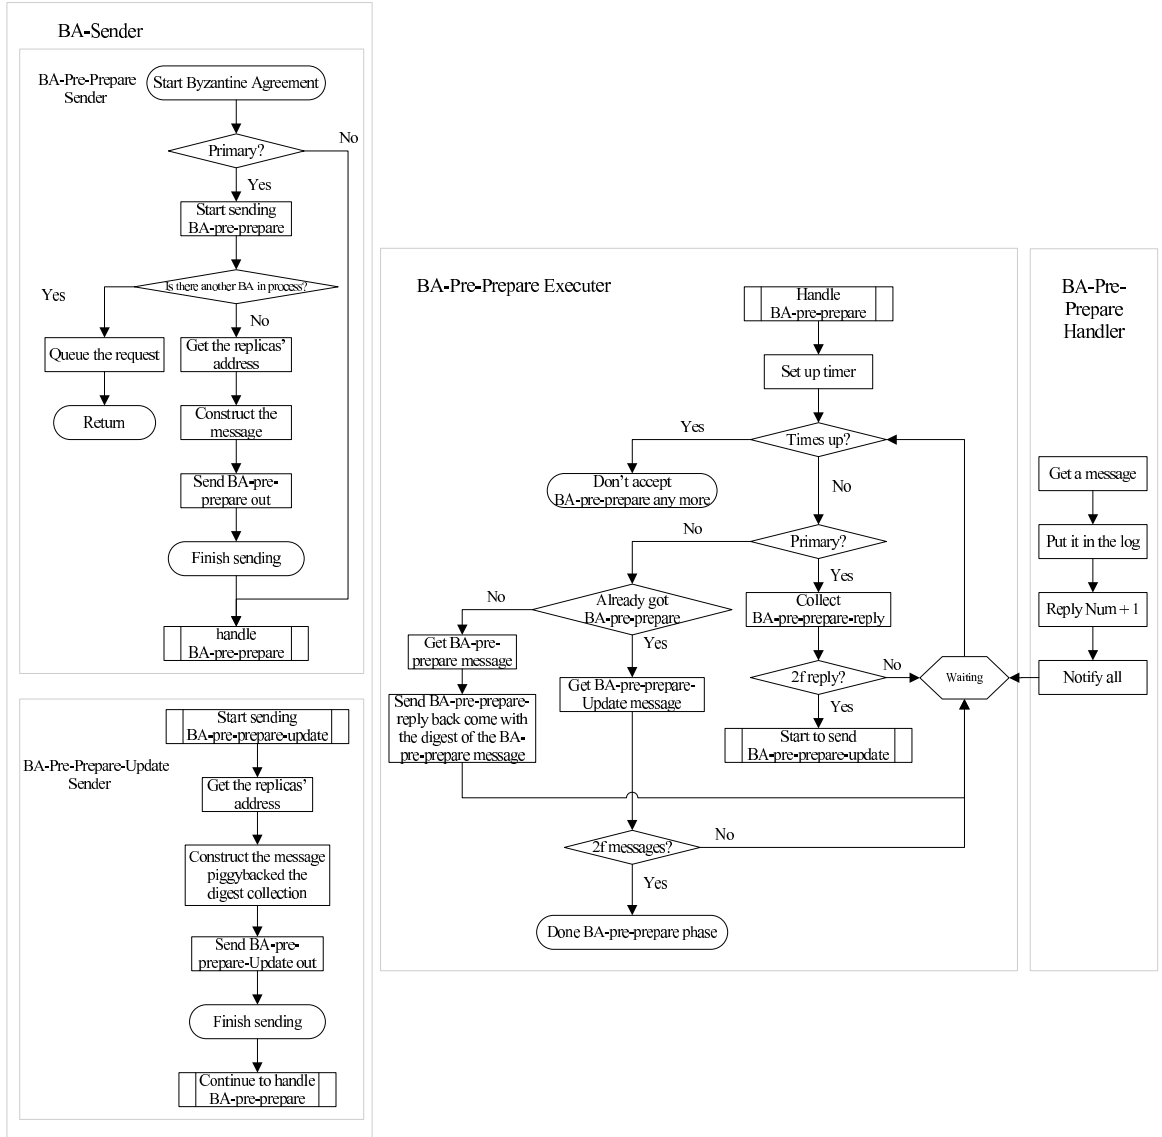 BA-Sender
BA-Pre-Prepare
Sender
Start Byzantine Agreement
No
Primary?
Yes
Start sending
BA-pre-prepare
Is there another BA in process?
Yes
No
Queue the request
Get the replicas'
address
Return
Construct the
message
Send BA-pre-
prepare out
Finish sending
handle
BA-pre-prepare
Start sending
BA-pre-prepare-update
BA-Pre-Prepare-Update
Sender
Get the replicas'
address
Construct the message
piggybacked the
digest collection
Send BA-pre-
prepare-Update out
Finish sending
Continue to handle
BA-pre-prepare
BA-Pre-Prepare Executer
Handle
BA-pre-prepare
Set up timer
Yes
Times up?
Don't accept
BA-pre-prepare any more
No
No
Primary?
Yes
No
Already got
BA-pre-prepare
Collect
BA-pre-prepare-reply
Get BA-pre-
prepare message
Yes
2f reply?
No
Waiting
Send BA-pre-prepare-
reply back come with
the digest of the BA-
pre-prepare message
Get BA-pre-prepare-
Update message
Yes
Start to send
BA-pre-prepare-update
2f messages?
No
Yes
Done BA-pre-prepare phase
BA-Pre-
Prepare
Handler
Get a message
Put it in the log
Reply Num + 1
Notify all